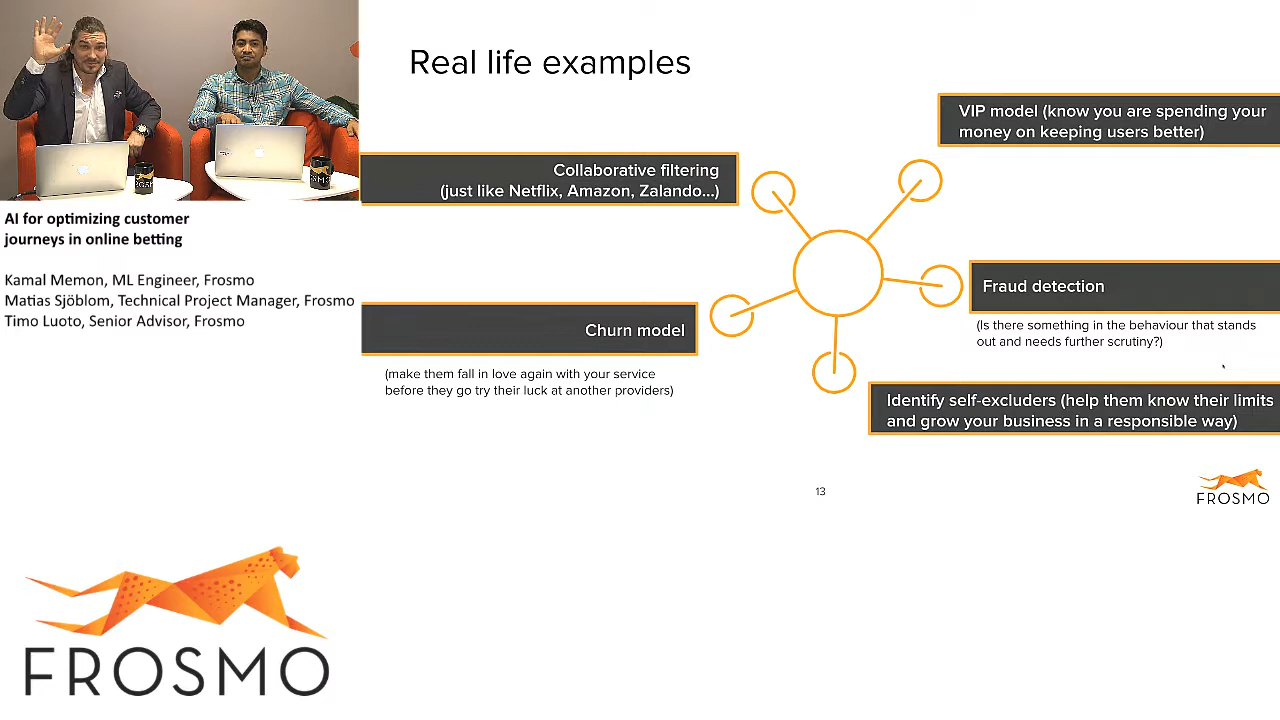 Real life examples
VIP model (know you are spending your
money on keeping users better)
Collaborative filtering
(just like Netflix, Amazon, Zalando...)
AI for optimizing customer
journeys in online betting
Kamal Memon, ML Engineer, Frosmo
Matias Sjöblom, Technical Project Manager, Frosmo
Timo Luoto, Senior Advisor, Frosmo
Fraud detection
(Is there something in the behaviour that stands
out and needs further scrutiny?)
Churn model
(make them fall in love again with your service
before they go try their luck at another providers)
Identify self-excluders (help them know their limits
and grow your business in a responsible way)
13
FROSMO
FROSMO